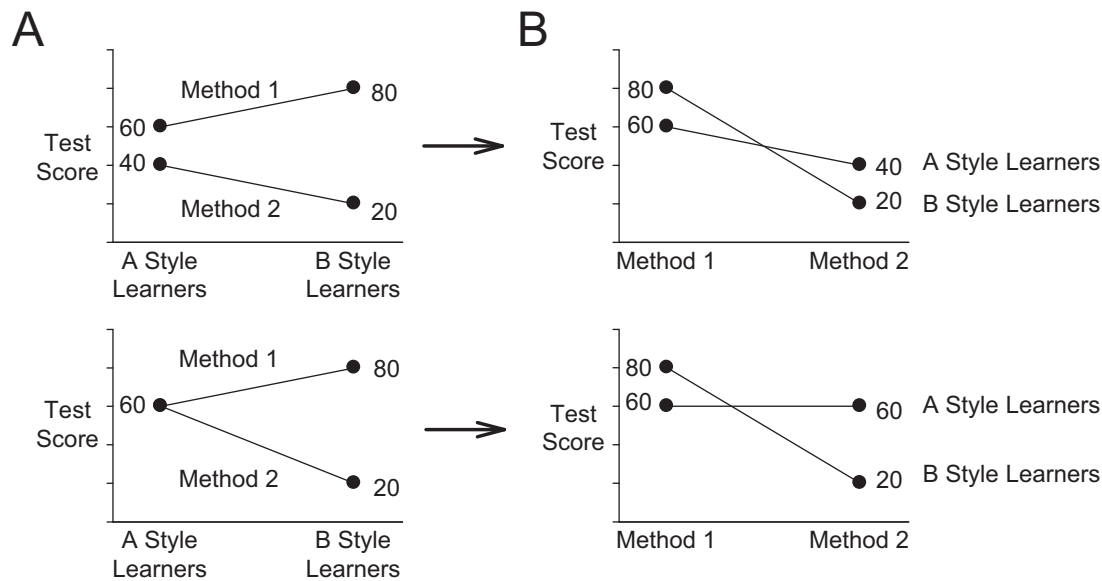 A
B
Method 1
80
60
Test
Score
40
Method 2
20
A Style
Learners
B Style
Learners
80
60
Test
Score
40
20
A Style Learners
B Style Learners
Method 1
Method 2
Method 1
80
60
Test
Score
Method 2
20
A Style
Learners
B Style
Learners
80
60
Test
Score
60
20
A Style Learners
B Style Learners
Method 1
Method 2